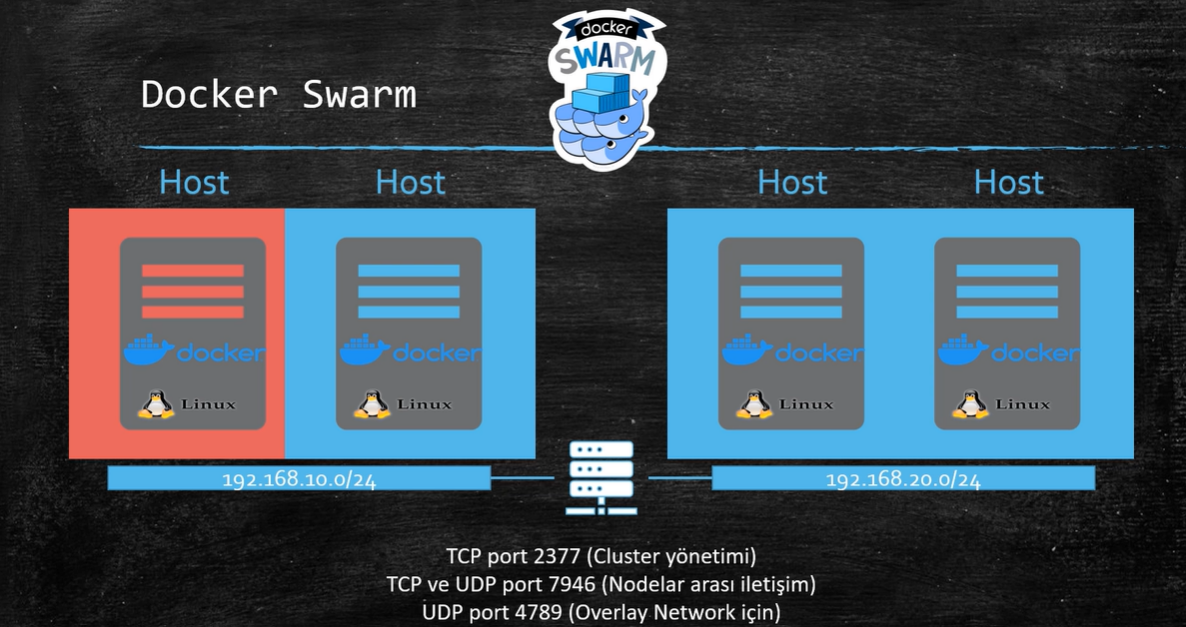 docker
SWARM
Docker Swarm
Host Host Host Host
docker docker docker docker
Linux Linux Linux Linux
192.168.10.0/24 192.168.20.0/24
TCP port 2377 (Cluster yönetimi)
TCP ve UDP port 7946 (Nodelar arası iletişim)
UDP port 4789 (Overlay Network için)